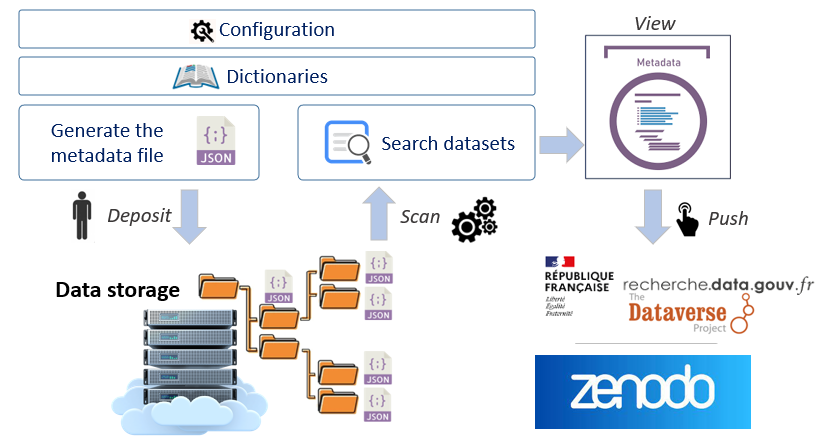 Configuration
Dictionaries
Generate the
metadata file
{;}
JSON
Search datasets
View
Metadata
Deposit
Scan
Push
Data storage
{;}
JSON
{;}
JSON
{;}
JSON
{;}
JSON
{;}
JSON
RÉPUBLIQUE
FRANÇAISE
Liberté
Égalité
Fraternité
recherche.data.gouv.fr
The
Dataverse
Project
zenodo